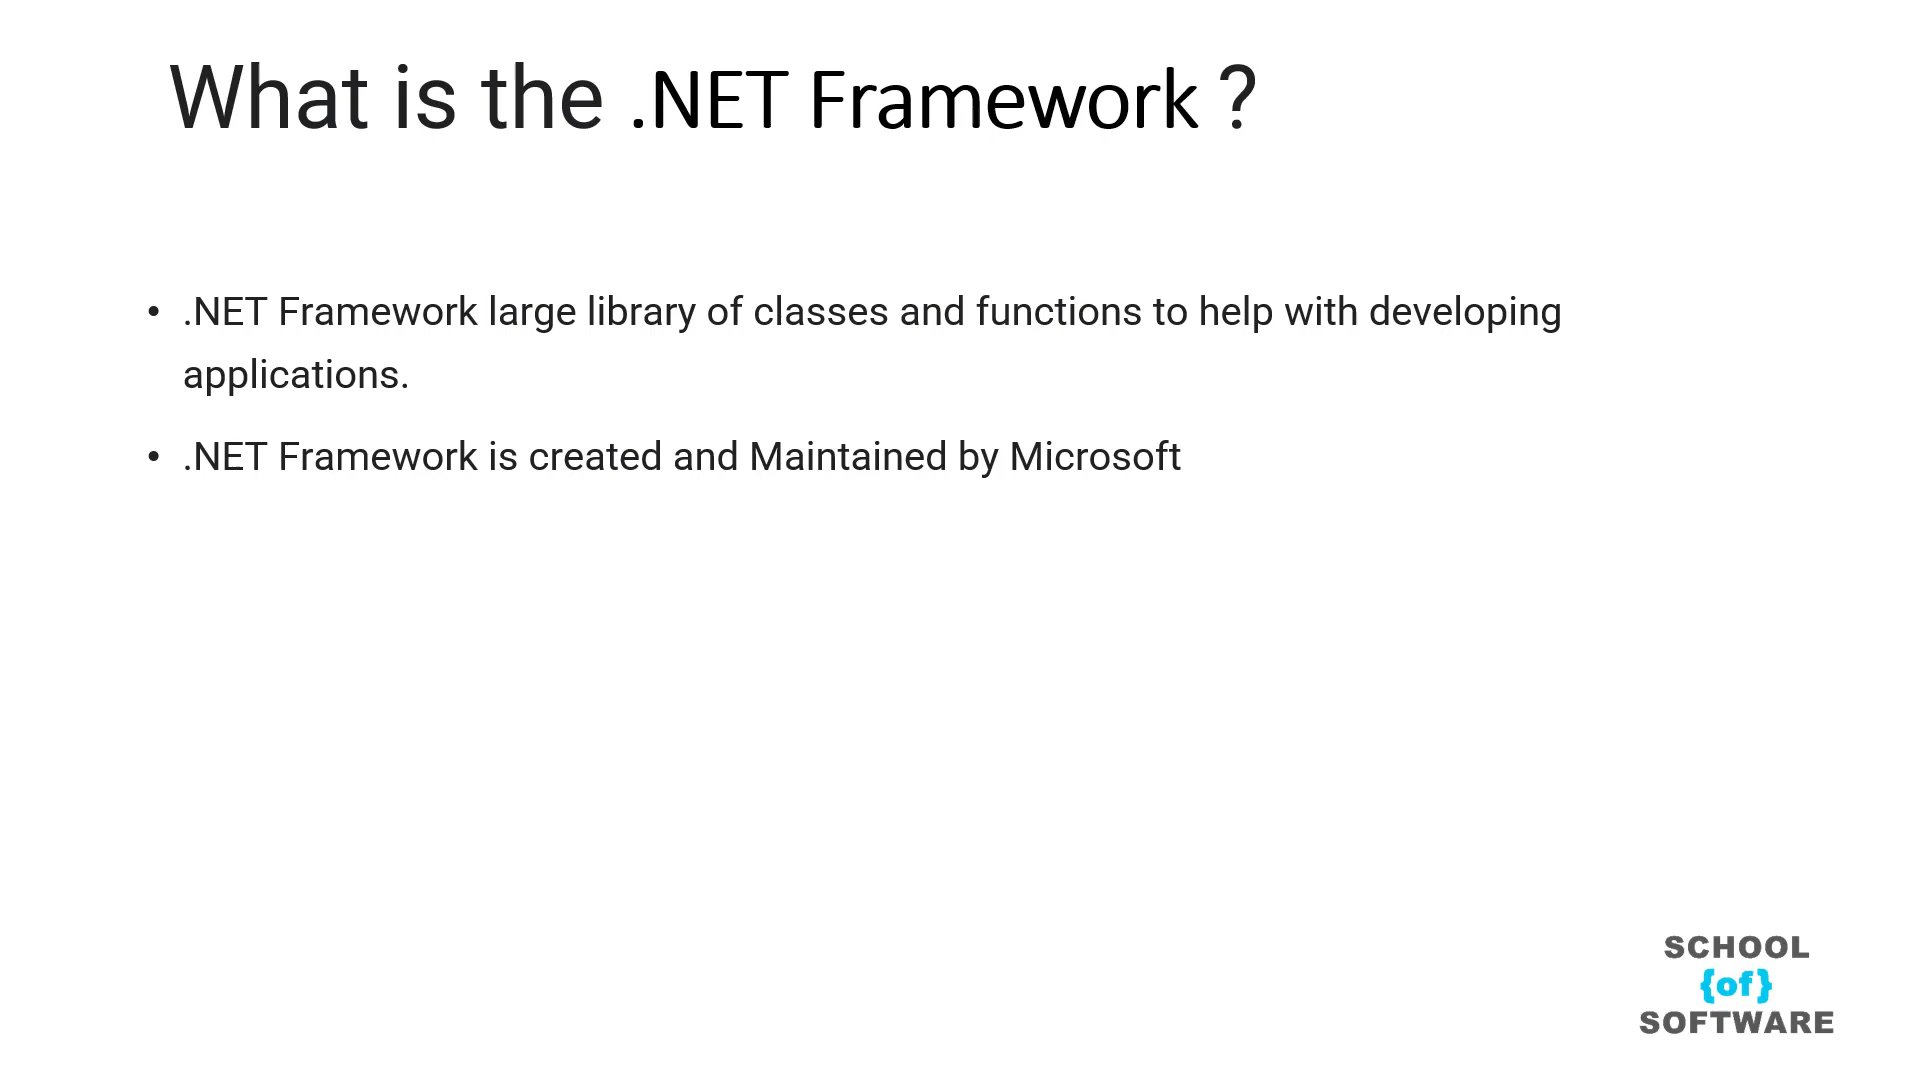 What is the .NET Framework ?
• .NET Framework large library of classes and functions to help with developing
applications.
• .NET Framework is created and Maintained by Microsoft
SCHOOL
{of}
SOFTWARE